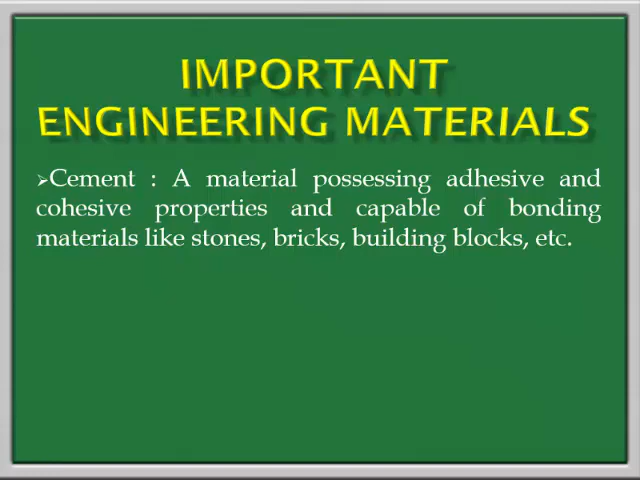 IMPORTANT
ENGINEERING MATERIALS
➢Cement : A material possessing adhesive and
cohesive properties and capable of bonding
materials like stones, bricks, building blocks, etc.